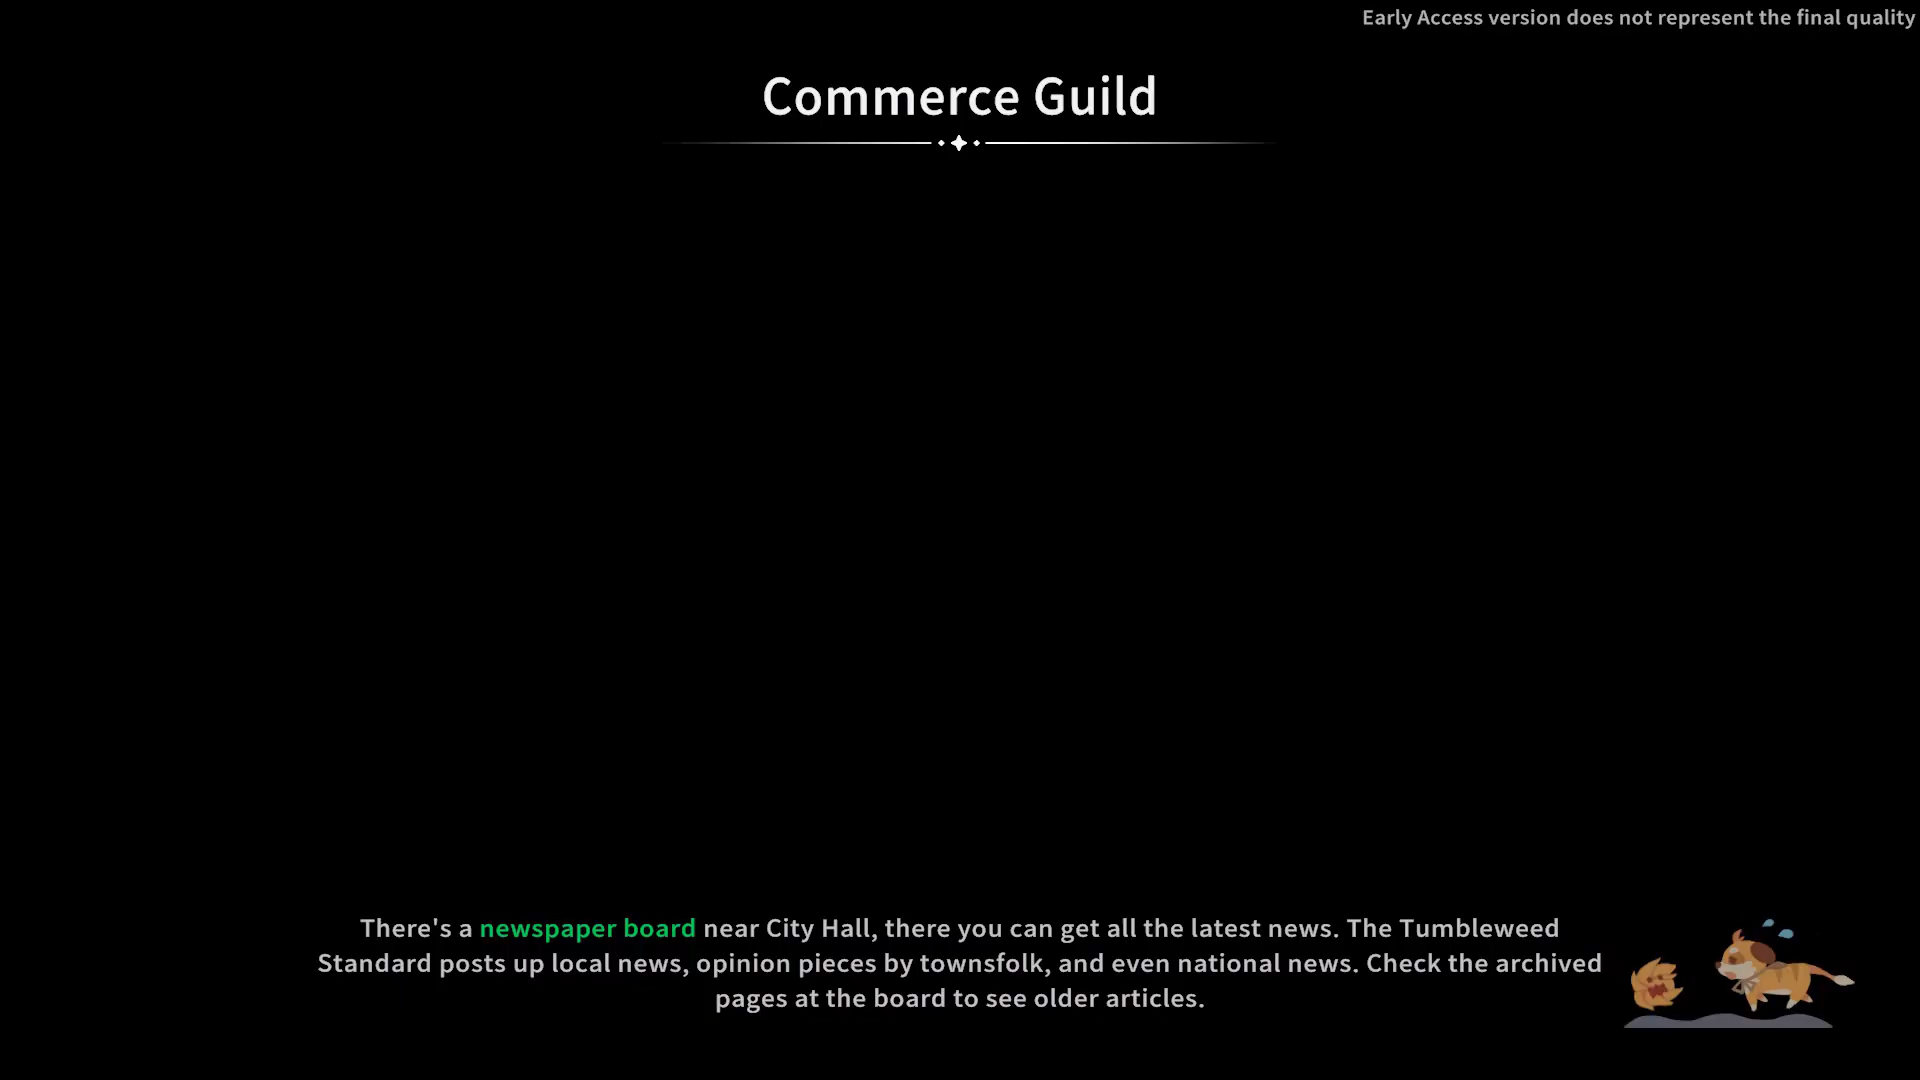 Early Access version does not represent the final quality
Commerce Guild
There's a newspaper board near City Hall, there you can get all the latest news. The Tumbleweed
Standard posts up local news, opinion pieces by townsfolk, and even national news. Check the archived
pages at the board to see older articles.